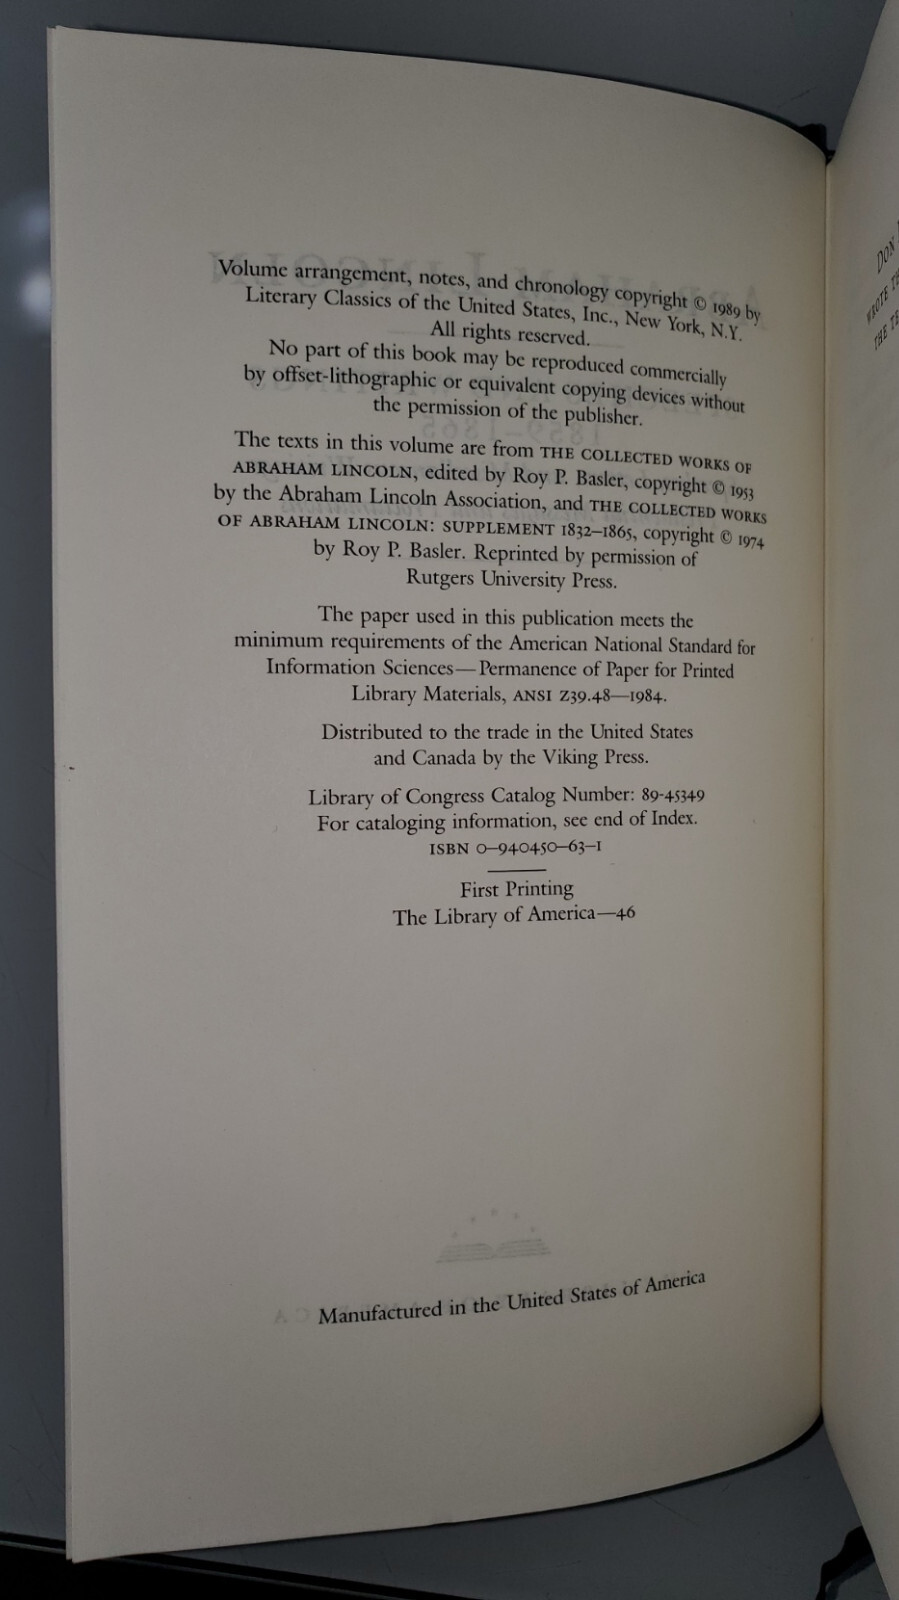 Volume arrangement, notes, and chronology copyright © 1989 by
Literary Classics of the United States, Inc., New York, N.Y.
All rights reserved.
No part of this book may be reproduced commercially
by offset-lithographic or equivalent copying devices without
the permission of the publisher.
The texts in this volume are from THE COLLECTED WORKS OF
ABRAHAM LINCOLN, edited by Roy P. Basler, copyright © 1953
by the Abraham Lincoln Association, and THE COLLECTED WORKS
OF ABRAHAM LINCOLN: SUPPLEMENT 1832–1865, copyright © 1974
by Roy P. Basler. Reprinted by permission of
Rutgers University Press.
The paper used in this publication meets the
minimum requirements of the American National Standard for
Information Sciences—Permanence of Paper for Printed
Library Materials, ANSI Z39.48—1984.
Distributed to the trade in the United States
and Canada by the Viking Press.
Library of Congress Catalog Number: 89-45349
For cataloging information, see end of Index.
ISBN 0–940450–63–1
First Printing
The Library of America—46
Manufactured in the United States of America
DON
WROTE
THE